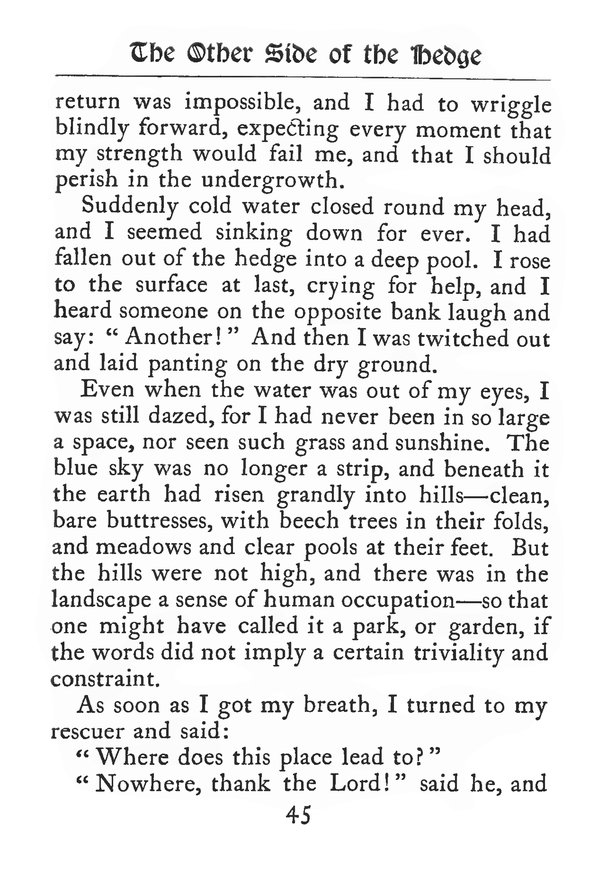 The Other Side of the Hedge
return was impossible, and I had to wriggle
blindly forward, expecting every moment that
my strength would fail me, and that I should
perish in the undergrowth.
Suddenly cold water closed round my head,
and I seemed sinking down for ever. I had
fallen out of the hedge into a deep pool. I rose
to the surface at last, crying for help, and I
heard someone on the opposite bank laugh and
say: “ Another! ” And then I was twitched out
and laid panting on the dry ground.
Even when the water was out of my eyes, I
was still dazed, for I had never been in so large
a space, nor seen such grass and sunshine. The
blue sky was no longer a strip, and beneath it
the earth had risen grandly into hills—clean,
bare buttresses, with beech trees in their folds,
and meadows and clear pools at their feet. But
the hills were not high, and there was in the
landscape a sense of human occupation—so that
one might have called it a park, or garden, if
the words did not imply a certain triviality and
constraint.
As soon as I got my breath, I turned to my
rescuer and said:
“ Where does this place lead to? ”
“ Nowhere, thank the Lord! ” said he, and
45